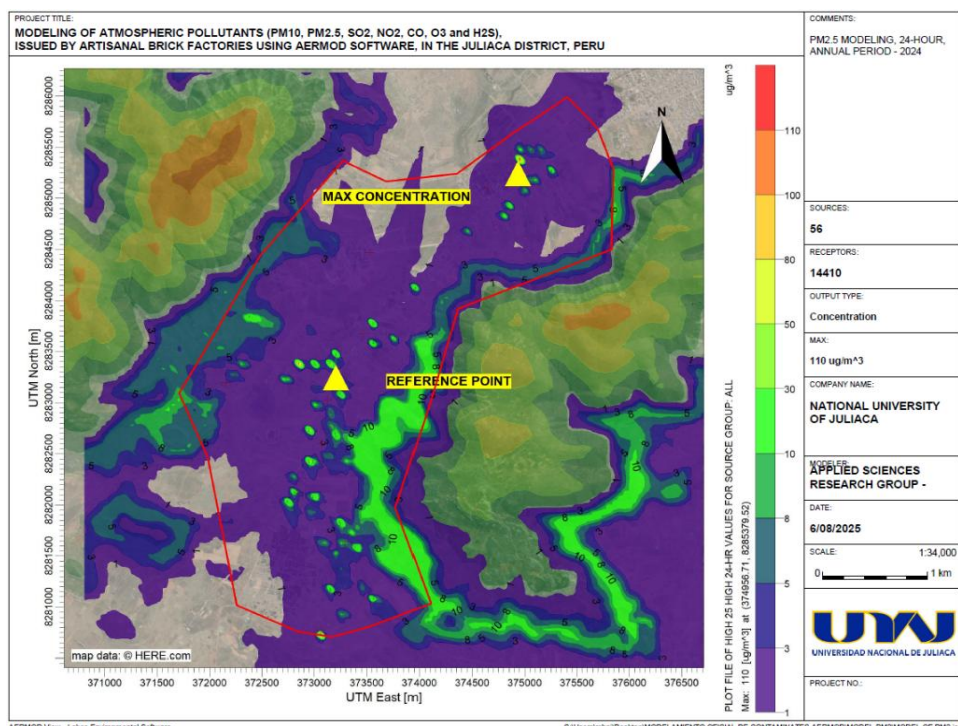 PROJECT TITLE:
MODELING OF ATMOSPHERIC POLLUTANTS (PM10, PM2.5, SO2, NO2, CO, O3 and H2S),
ISSUED BY ARTISANAL BRICK FACTORIES USING AERMOD SOFTWARE, IN THE JULIACA DISTRICT, PERU
COMMENTS:
PM2.5 MODELING, 24-HOUR,
ANNUAL PERIOD - 2024
SOURCES:
56
RECEPTORS:
14410
OUTPUT TYPE:
Concentration
MAX:
110 ug/m^3
COMPANY NAME:
NATIONAL UNIVERSITY
OF JULIACA
MODELER:
APPLIED SCIENCES
RESEARCH GROUP -
DATE:
6/08/2025
SCALE:
1:34,000
0
1 km
UNAJ
UNIVERSIDAD NACIONAL DE JULIACA
PROJECT NO.:
ug/m^3
110
100
80
50
30
10
8
5
3
1
PLOT FILE OF HIGH 25 HIGH 24-HR VALUES FOR SOURCE GROUP: ALL
Max: 110 [ug/m^3] at (374956.71, 8285379.52)
N
MAX CONCENTRATION
REFERENCE POINT
map data: © HERE.com
UTM North [m]
8286000
8285500
8285000
8284500
8284000
8283500
8283000
8282500
8282000
8281500
8281000
371000
371500
372000
372500
373000
373500
374000
374500
375000
375500
376000
376500
UTM East [m]